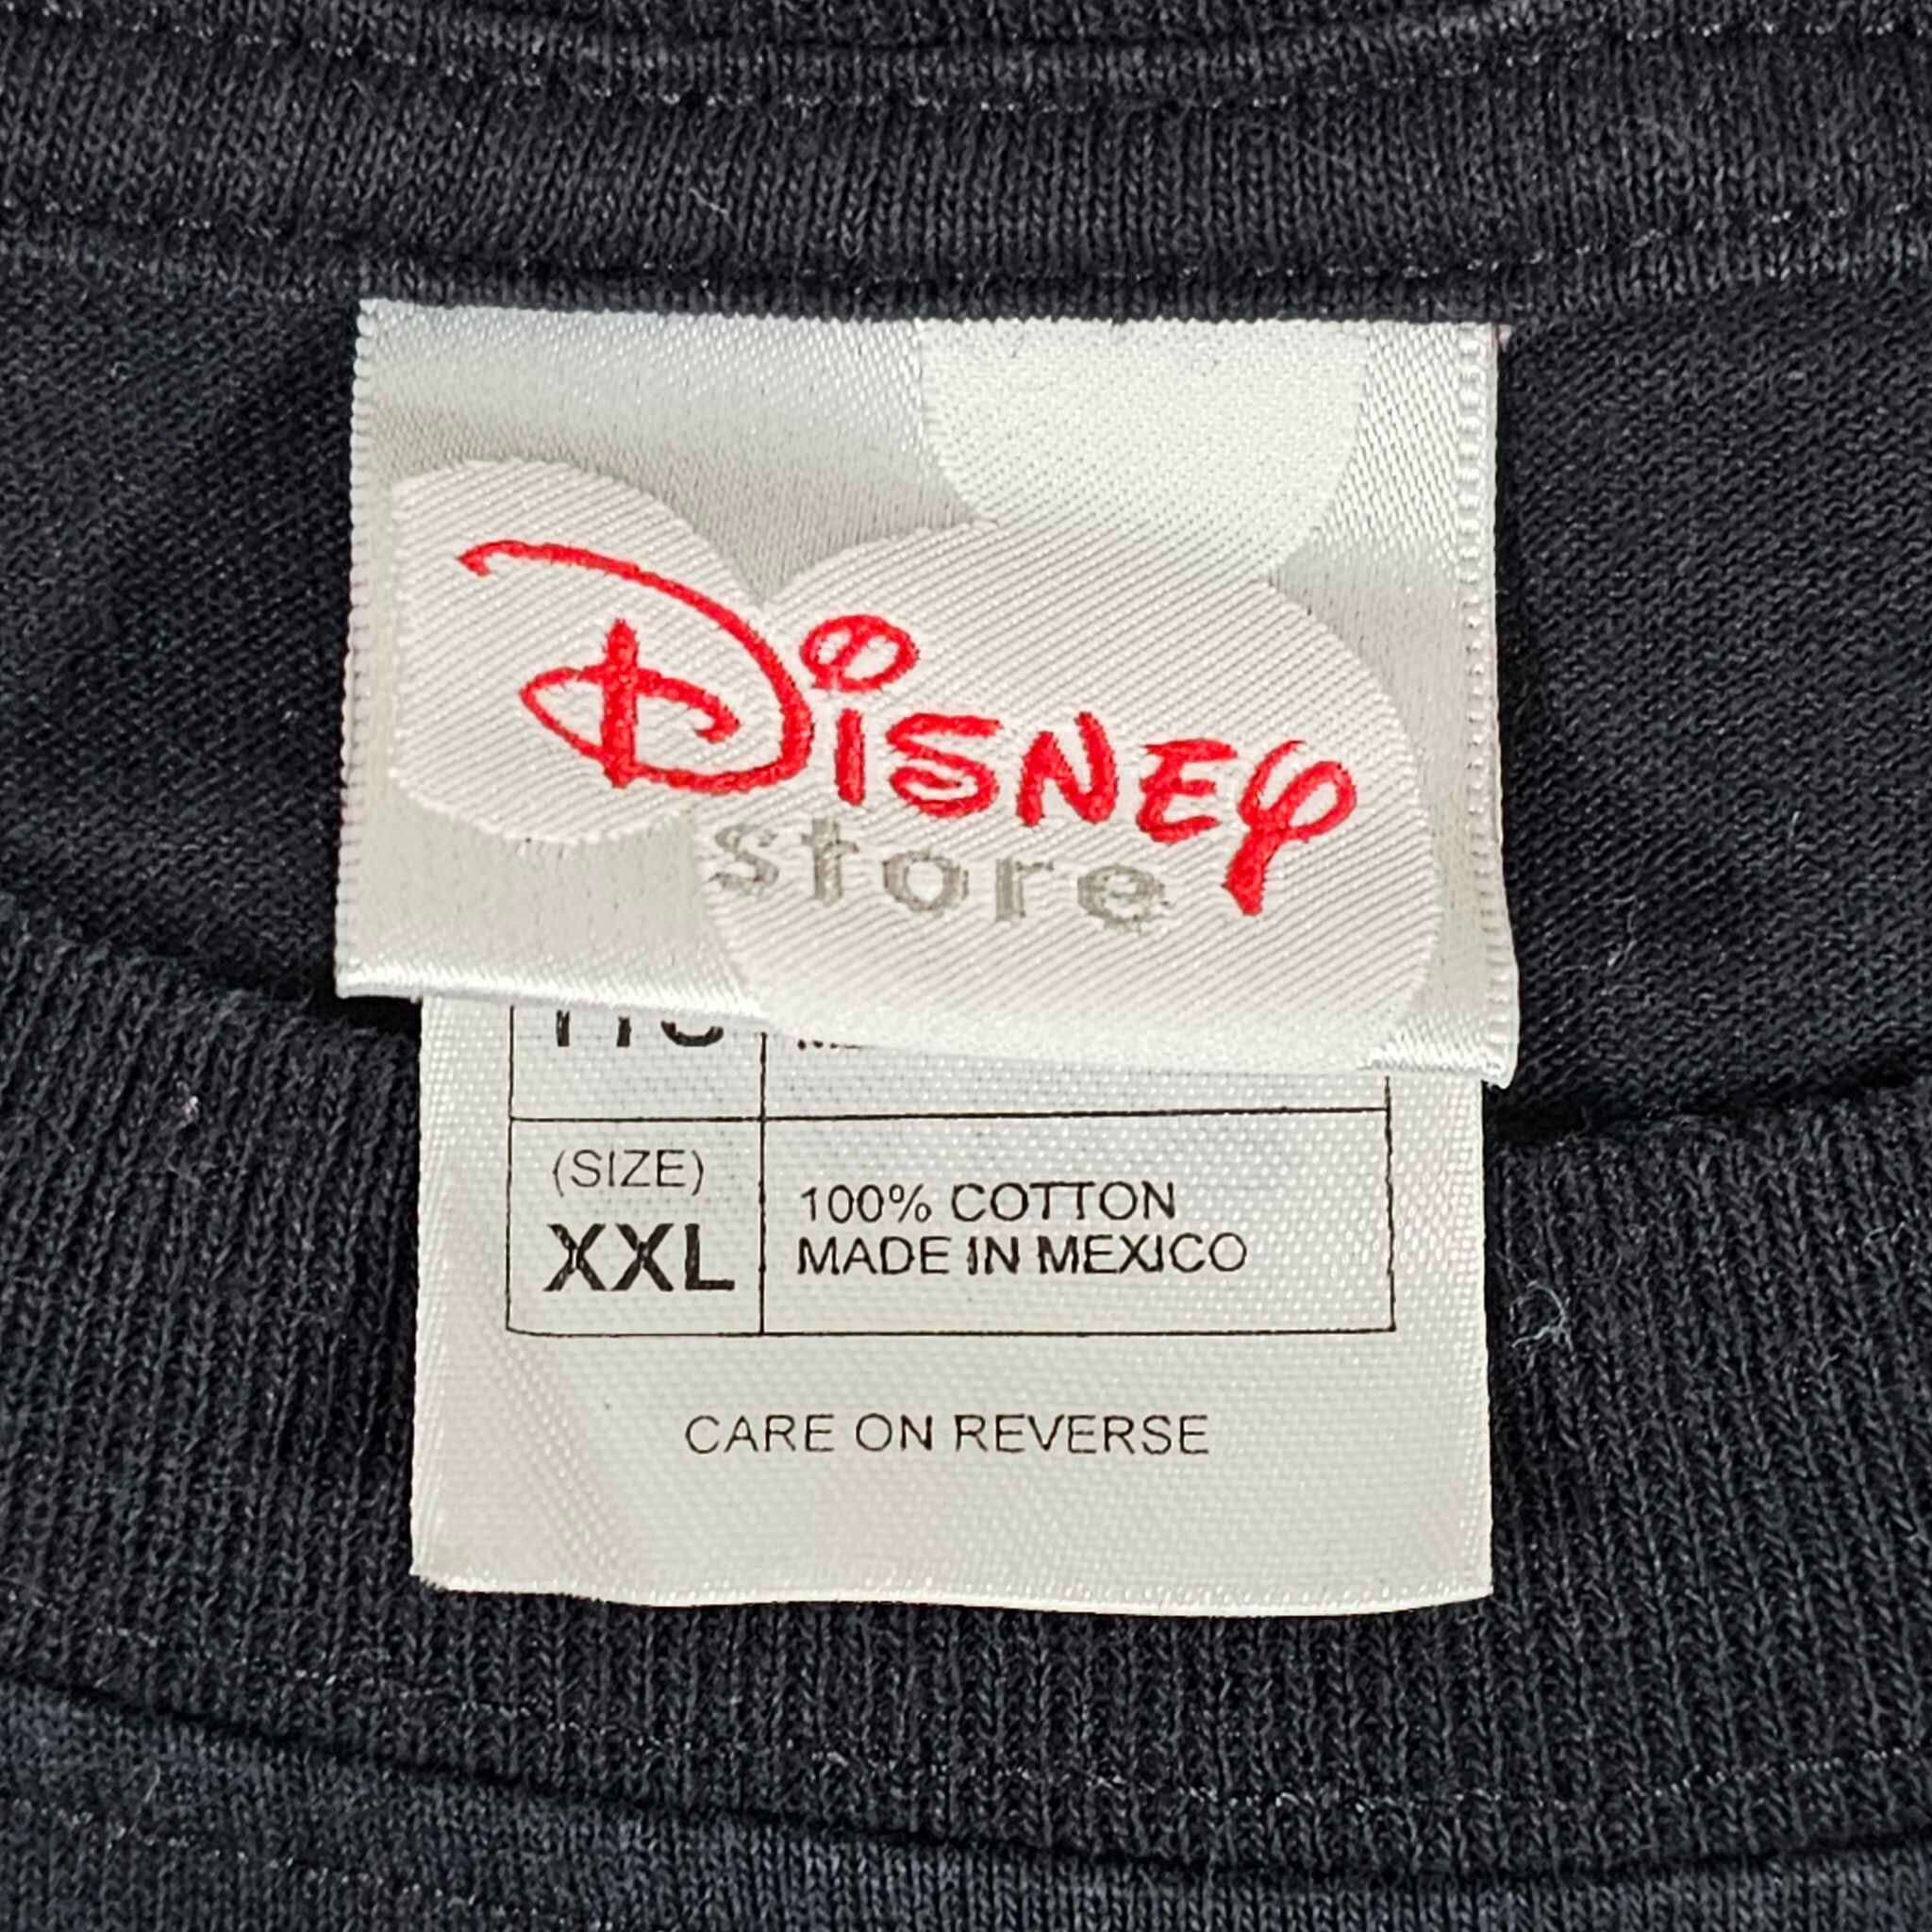 Disney
store
(SIZE)
XXL
100% COTTON
MADE IN MEXICO
CARE ON REVERSE